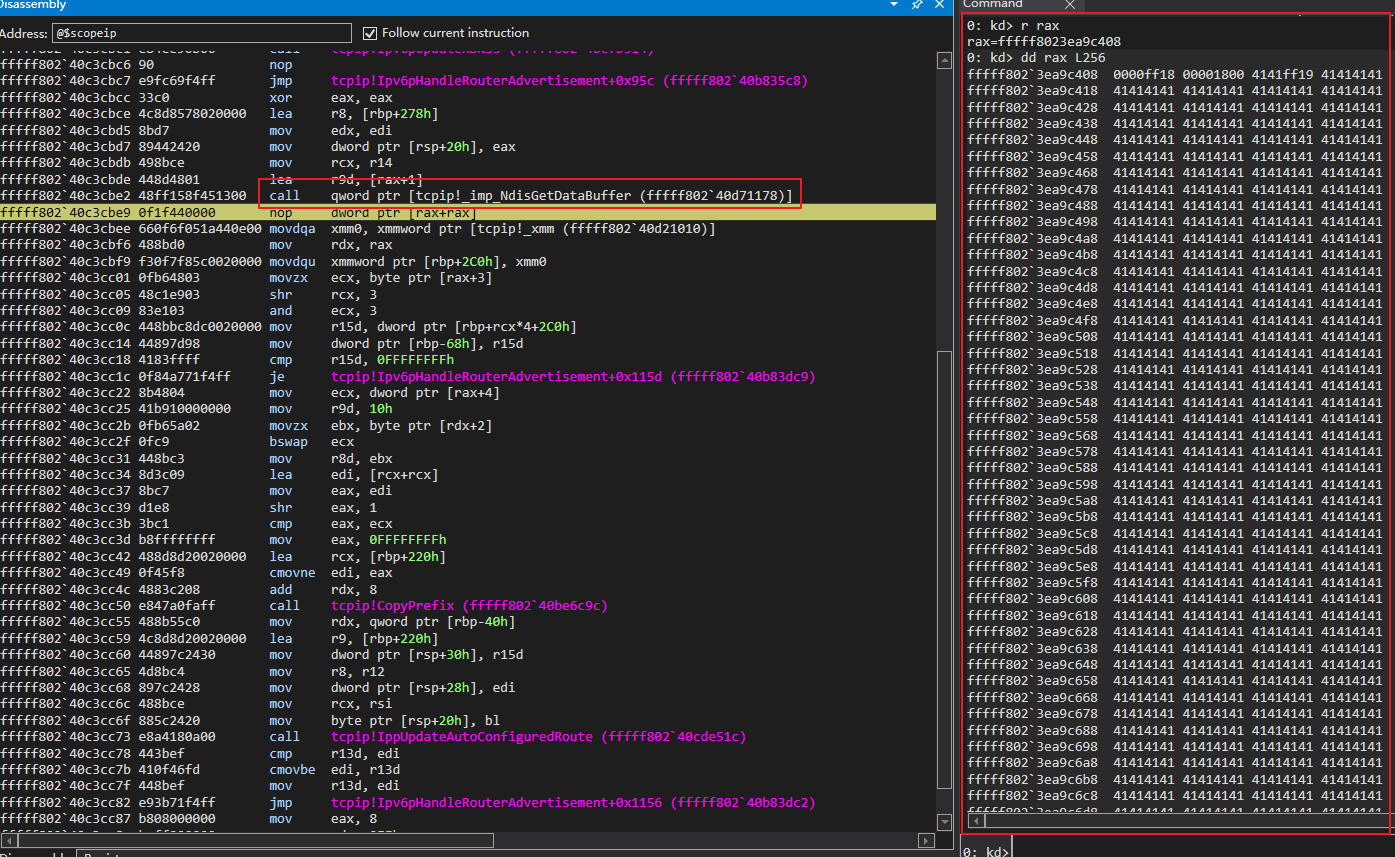 Disassembly
Address: @$scopeip
Follow current instruction
fffff802`40c3cbc6 90 nop
fffff802`40c3cbc7 e9fc69f4ff jmp tcpip!Ipv6pHandleRouterAdvertisement+0x95c (fffff802`40b835c8)
fffff802`40c3cbcc 33c0 xor eax, eax
fffff802`40c3cbce 4c8d8578020000 lea r8, [rbp+278h]
fffff802`40c3cbd5 8bd7 mov edx, edi
fffff802`40c3cbd7 89442420 mov dword ptr [rsp+20h], eax
fffff802`40c3cbdb 498bce mov rcx, r14
fffff802`40c3cbde 448d4801 lea r9d, [rax+1]
fffff802`40c3cbe2 48ff158f451300 call qword ptr [tcpip!_imp_NdisGetDataBuffer (fffff802`40d71178)]
fffff802`40c3cbe9 0f1f440000 nop dword ptr [rax+rax]
fffff802`40c3cbee 660f6f051a440e00 movdqa xmm0, xmmword ptr [tcpip!_xmm (fffff802`40d21010)]
fffff802`40c3cbf6 488bd0 mov rdx, rax
fffff802`40c3cbf9 f30f7f85c0020000 movdqu xmmword ptr [rbp+2C0h], xmm0
fffff802`40c3cc01 0fb64803 movzx ecx, byte ptr [rax+3]
fffff802`40c3cc05 48c1e903 shr rcx, 3
fffff802`40c3cc09 83e103 and ecx, 3
fffff802`40c3cc0c 448bbc8dc0020000 mov r15d, dword ptr [rbp+rcx*4+2C0h]
fffff802`40c3cc14 44897d98 mov dword ptr [rbp-68h], r15d
fffff802`40c3cc18 4183ffff cmp r15d, 0FFFFFFFFh
fffff802`40c3cc1c 0f84a771f4ff je tcpip!Ipv6pHandleRouterAdvertisement+0x115d (fffff802`40b83dc9)
fffff802`40c3cc22 8b4804 mov ecx, dword ptr [rax+4]
fffff802`40c3cc25 41b910000000 mov r9d, 10h
fffff802`40c3cc2b 0fb65a02 movzx ebx, byte ptr [rdx+2]
fffff802`40c3cc2f 0fc9 bswap ecx
fffff802`40c3cc31 448bc3 mov r8d, ebx
fffff802`40c3cc34 8d3c09 lea edi, [rcx+rcx]
fffff802`40c3cc37 8bc7 mov eax, edi
fffff802`40c3cc39 d1e8 shr eax, 1
fffff802`40c3cc3b 3bc1 cmp eax, ecx
fffff802`40c3cc3d b8ffffffff mov eax, 0FFFFFFFFh
fffff802`40c3cc42 488d8d20020000 lea rcx, [rbp+220h]
fffff802`40c3cc49 0f45f8 cmovne edi, eax
fffff802`40c3cc4c 4883c208 add rdx, 8
fffff802`40c3cc50 e847a0faff call tcpip!CopyPrefix (fffff802`40be6c9c)
fffff802`40c3cc55 488b55c0 mov rdx, qword ptr [rbp-40h]
fffff802`40c3cc59 4c8d8d20020000 lea r9, [rbp+220h]
fffff802`40c3cc60 44897c2430 mov dword ptr [rsp+30h], r15d
fffff802`40c3cc65 4d8bc4 mov r8, r12
fffff802`40c3cc68 897c2428 mov dword ptr [rsp+28h], edi
fffff802`40c3cc6c 488bce mov rcx, rsi
fffff802`40c3cc6f 885c2420 mov byte ptr [rsp+20h], bl
fffff802`40c3cc73 e8a4180a00 call tcpip!IppUpdateAutoConfiguredRoute (fffff802`40cde51c)
fffff802`40c3cc78 443bef cmp r13d, edi
fffff802`40c3cc7b 410f46fd cmovbe edi, r13d
fffff802`40c3cc7f 448bef mov r13d, edi
fffff802`40c3cc82 e93b71f4ff jmp tcpip!Ipv6pHandleRouterAdvertisement+0x1156 (fffff802`40b83dc2)
fffff802`40c3cc87 b808000000 mov eax, 8
Command
0: kd> r rax
rax=fffff8023ea9c408
0: kd> dd rax L256
fffff802`3ea9c408 0000ff18 00001800 4141ff19 41414141
fffff802`3ea9c418 41414141 41414141 41414141 41414141
fffff802`3ea9c428 41414141 41414141 41414141 41414141
fffff802`3ea9c438 41414141 41414141 41414141 41414141
fffff802`3ea9c448 41414141 41414141 41414141 41414141
fffff802`3ea9c458 41414141 41414141 41414141 41414141
fffff802`3ea9c468 41414141 41414141 41414141 41414141
fffff802`3ea9c478 41414141 41414141 41414141 41414141
fffff802`3ea9c488 41414141 41414141 41414141 41414141
fffff802`3ea9c498 41414141 41414141 41414141 41414141
fffff802`3ea9c4a8 41414141 41414141 41414141 41414141
fffff802`3ea9c4b8 41414141 41414141 41414141 41414141
fffff802`3ea9c4c8 41414141 41414141 41414141 41414141
fffff802`3ea9c4d8 41414141 41414141 41414141 41414141
fffff802`3ea9c4e8 41414141 41414141 41414141 41414141
fffff802`3ea9c4f8 41414141 41414141 41414141 41414141
fffff802`3ea9c508 41414141 41414141 41414141 41414141
fffff802`3ea9c518 41414141 41414141 41414141 41414141
fffff802`3ea9c528 41414141 41414141 41414141 41414141
fffff802`3ea9c538 41414141 41414141 41414141 41414141
fffff802`3ea9c548 41414141 41414141 41414141 41414141
fffff802`3ea9c558 41414141 41414141 41414141 41414141
fffff802`3ea9c568 41414141 41414141 41414141 41414141
fffff802`3ea9c578 41414141 41414141 41414141 41414141
fffff802`3ea9c588 41414141 41414141 41414141 41414141
fffff802`3ea9c598 41414141 41414141 41414141 41414141
fffff802`3ea9c5a8 41414141 41414141 41414141 41414141
fffff802`3ea9c5b8 41414141 41414141 41414141 41414141
fffff802`3ea9c5c8 41414141 41414141 41414141 41414141
fffff802`3ea9c5d8 41414141 41414141 41414141 41414141
fffff802`3ea9c5e8 41414141 41414141 41414141 41414141
fffff802`3ea9c5f8 41414141 41414141 41414141 41414141
fffff802`3ea9c608 41414141 41414141 41414141 41414141
fffff802`3ea9c618 41414141 41414141 41414141 41414141
fffff802`3ea9c628 41414141 41414141 41414141 41414141
fffff802`3ea9c638 41414141 41414141 41414141 41414141
fffff802`3ea9c648 41414141 41414141 41414141 41414141
fffff802`3ea9c658 41414141 41414141 41414141 41414141
fffff802`3ea9c668 41414141 41414141 41414141 41414141
fffff802`3ea9c678 41414141 41414141 41414141 41414141
fffff802`3ea9c688 41414141 41414141 41414141 41414141
fffff802`3ea9c698 41414141 41414141 41414141 41414141
fffff802`3ea9c6a8 41414141 41414141 41414141 41414141
fffff802`3ea9c6b8 41414141 41414141 41414141 41414141
fffff802`3ea9c6c8 41414141 41414141 41414141 41414141
0: kd>